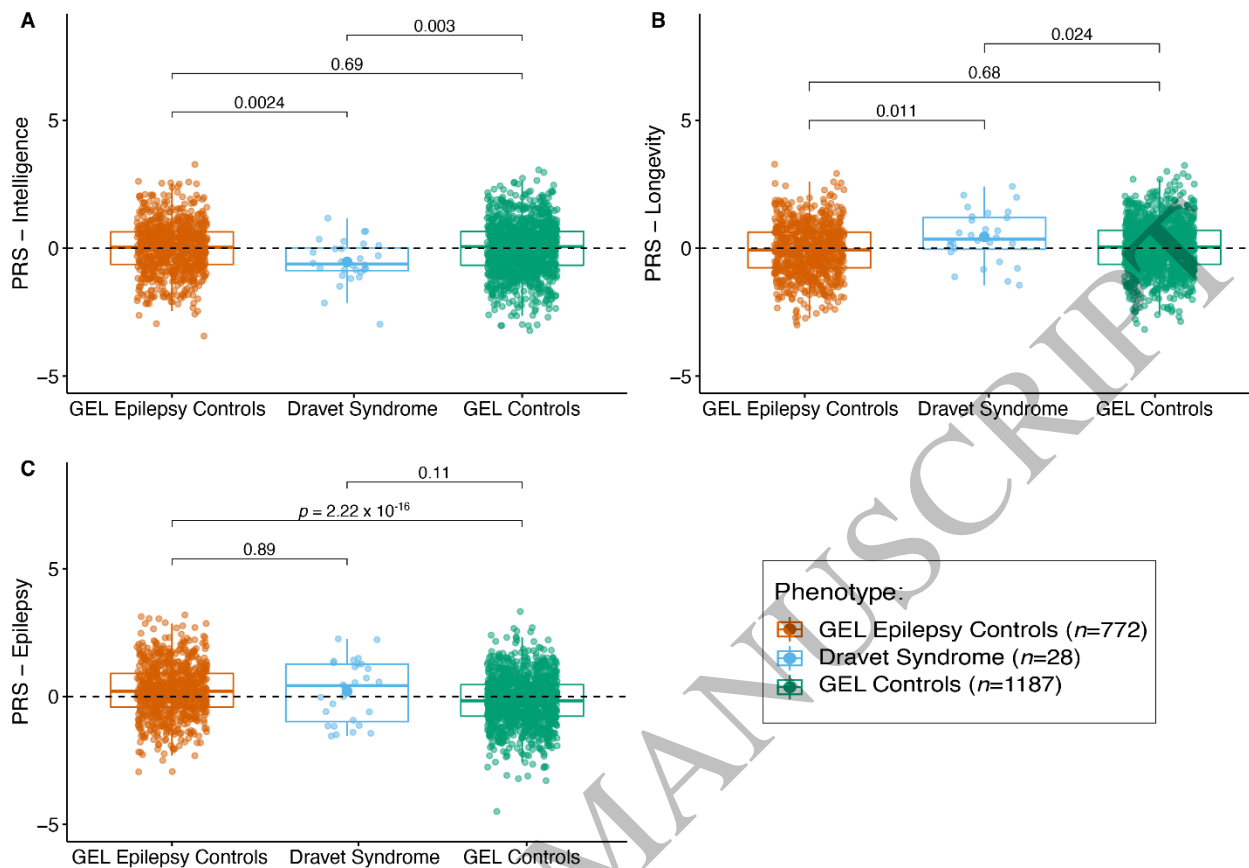 A
0.003
0.69
0.0024
5
0
−5
PRS − Intelligence
GEL Epilepsy Controls Dravet Syndrome GEL Controls
B
0.024
0.68
0.011
5
0
−5
PRS − Longevity
GEL Epilepsy Controls Dravet Syndrome GEL Controls
C
0.11
p = 2.22 x 10⁻¹⁶
0.89
5
0
−5
PRS − Epilepsy
GEL Epilepsy Controls Dravet Syndrome GEL Controls
Phenotype:
GEL Epilepsy Controls (n=772)
Dravet Syndrome (n=28)
GEL Controls (n=1187)
MANUSCRIPT